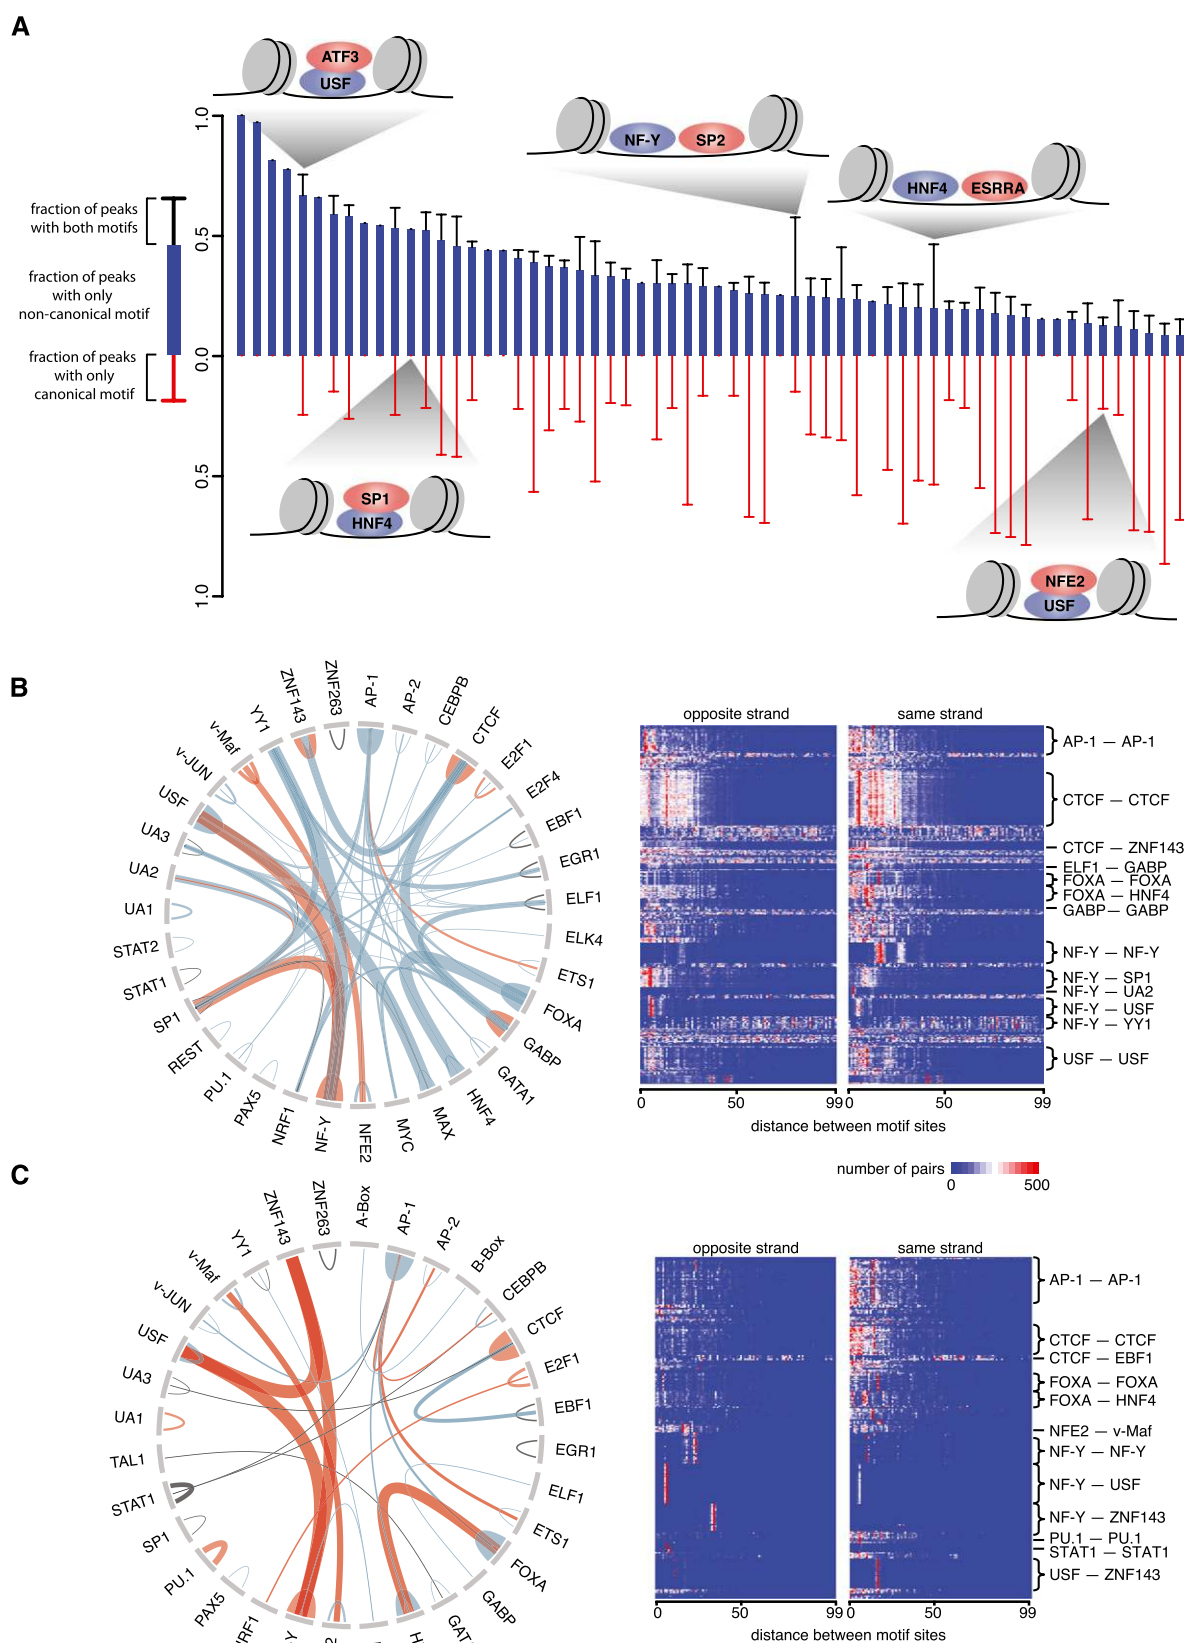 A
ATF3
USF
NF-Y
SP2
HNF4
ESRRA
1.0
0.5
0.0
0.5
1.0
fraction of peaks
with both motifs
fraction of peaks
with only
non-canonical motif
fraction of peaks
with only
canonical motif
SP1
HNF4
NFE2
USF
B
ZNF263
AP-1
AP-2
CEBPB
CTCF
E2F1
E2F4
EBF1
EGR1
ELF1
ELK4
ETS1
FOXA
GABP
GATA1
HNF4
MAX
MYC
NFE2
NF-Y
NRF1
PAX5
PU.1
REST
SP1
STAT1
STAT2
UA1
UA2
UA3
USF
v-JUN
v-Maf
YY1
ZNF143
opposite strand
same strand
AP-1 — AP-1
CTCF — CTCF
CTCF — ZNF143
ELF1 — GABP
FOXA — FOXA
FOXA — HNF4
GABP — GABP
NF-Y — NF-Y
NF-Y — SP1
NF-Y — UA2
NF-Y — USF
NF-Y — YY1
USF — USF
0 50 99 0 50 99
distance between motif sites
number of pairs
0 500
C
ZNF263
A-Box
AP-1
AP-2
B-Box
CEBPB
CTCF
E2F1
EBF1
EGR1
ELF1
ETS1
FOXA
GABP
PAX5
PU.1
SP1
STAT1
TAL1
UA1
UA3
USF
v-JUN
v-Maf
YY1
ZNF143
opposite strand
same strand
AP-1 — AP-1
CTCF — CTCF
CTCF — EBF1
FOXA — FOXA
FOXA — HNF4
NFE2 — v-Maf
NF-Y — NF-Y
NF-Y — USF
NF-Y — ZNF143
PU.1 — PU.1
STAT1 — STAT1
USF — ZNF143
0 50 99 0 50 99
distance between motif sites